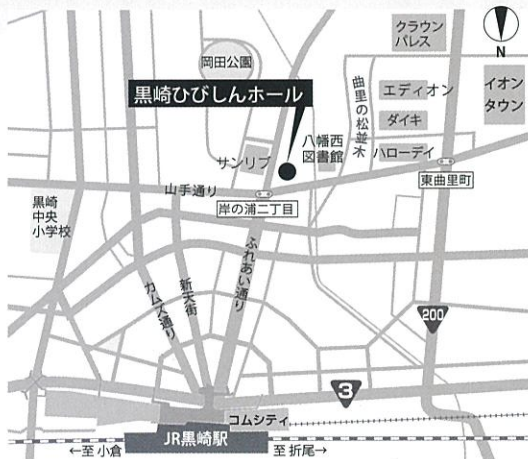 クラウン
パレス
N
岡田公園
黒崎ひびしんホール
曲里の松並木
エディオン
イオン
タウン
ダイキ
八幡西
図書館
サンリブ
ハローデイ
東曲里町
山手通り
岸の浦二丁目
黒崎
中央
小学校
ふれあい通り
新天街
カムズ通り
200
3
コムシティ
JR黒崎駅
←至 小倉
至 折尾→